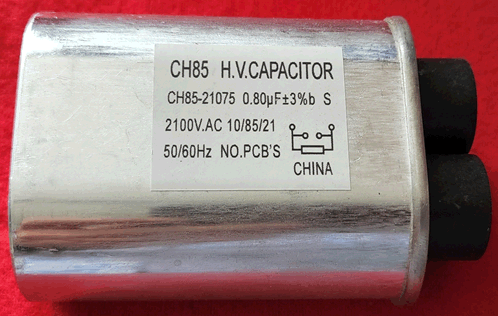 CH85 H.V.CAPACITOR
CH85-21075 0.80µF±3%b S
2100V.AC 10/85/21
50/60Hz NO.PCB'S
CHINA